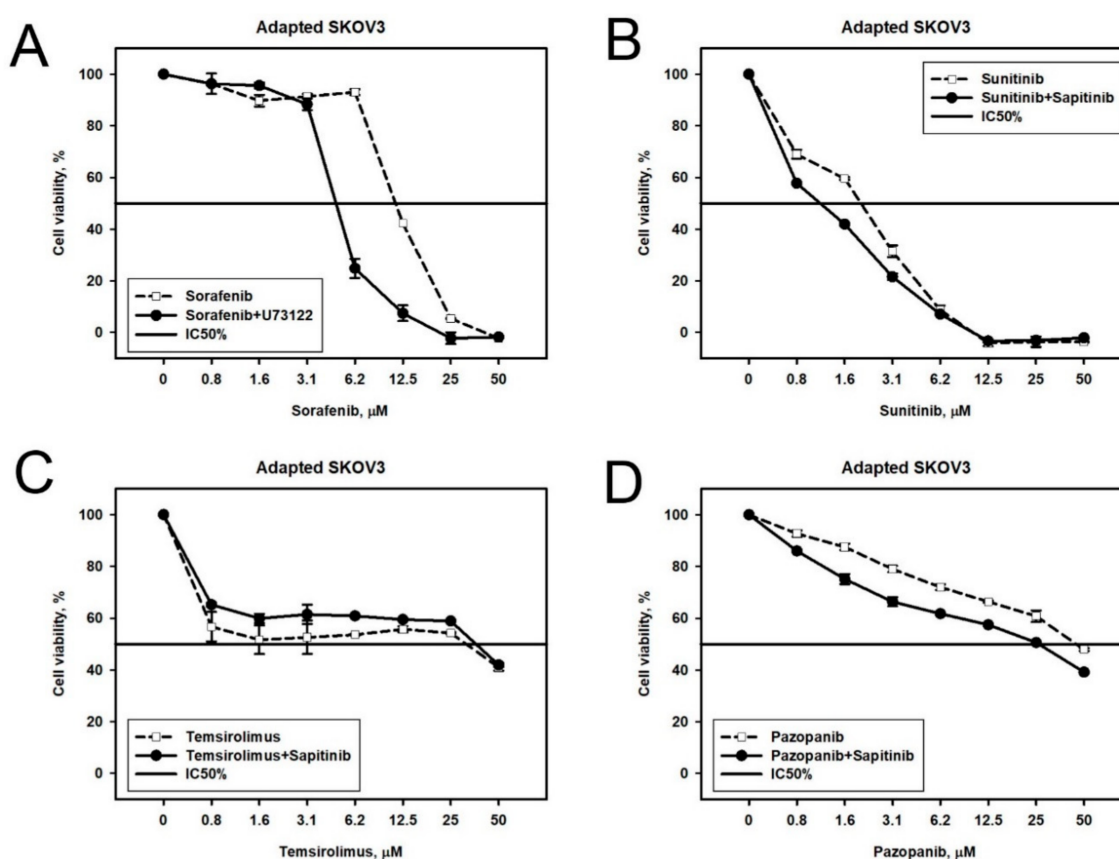 A
Adapted SKOV3
Cell viability, %
100
80
60
40
20
0
Sorafenib
Sorafenib+U73122
IC50%
0 0.8 1.6 3.1 6.2 12.5 25 50
Sorafenib, μM
B
Adapted SKOV3
Cell viability, %
100
80
60
40
20
0
Sunitinib
Sunitinib+Sapitinib
IC50%
0 0.8 1.6 3.1 6.2 12.5 25 50
Sunitinib, μM
C
Adapted SKOV3
Cell viability, %
100
80
60
40
20
0
Temsirolimus
Temsirolimus+Sapitinib
IC50%
0 0.8 1.6 3.1 6.2 12.5 25 50
Temsirolimus, μM
D
Adapted SKOV3
Cell viability, %
100
80
60
40
20
0
Pazopanib
Pazopanib+Sapitinib
IC50%
0 0.8 1.6 3.1 6.2 12.5 25 50
Pazopanib, μM